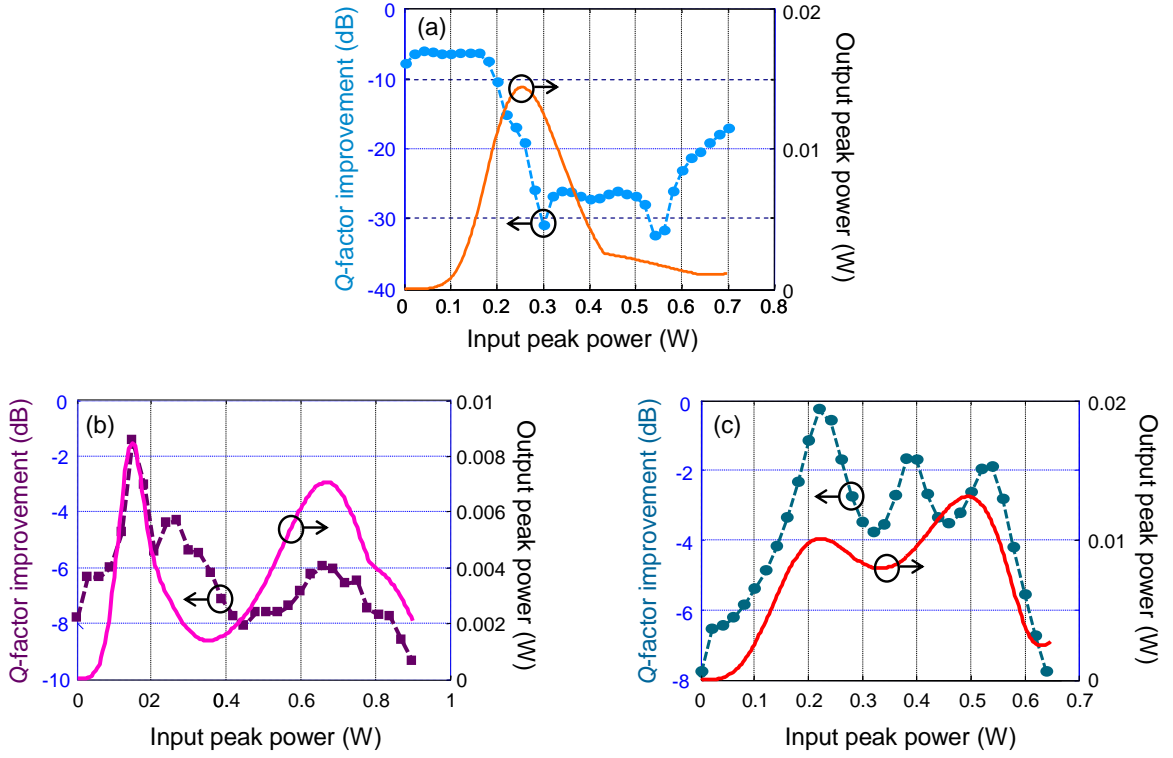 (a)
Q-factor improvement (dB)
0
-10
-20
-30
-40
0.02
0.01
0
Output peak power (W)
0 0.1 0.2 0.3 0.4 0.5 0.6 0.7 0.8
Input peak power (W)
(b)
Q-factor improvement (dB)
0
-2
-4
-6
-8
-10
0.01
0.008
0.006
0.004
0.002
0
Output peak power (W)
0 02 0.4 0.6 0.8 1
Input peak power (W)
(c)
Q-factor improvement (dB)
0
-2
-4
-6
-8
0.02
0.01
0
Output peak power (W)
0 0.1 0.2 0.3 0.4 0.5 0.6 0.7
Input peak power (W)